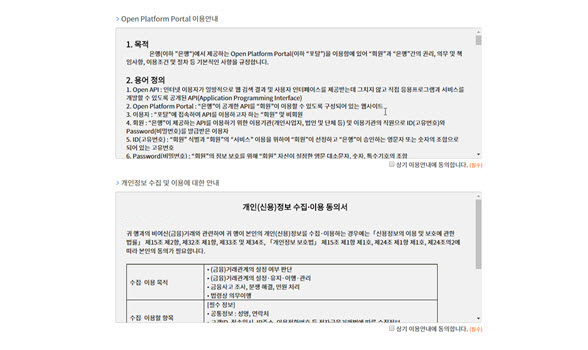 > Open Platform Portal 이용안내
1. 목적
은행(이하 "은행")에서 제공하는 Open Platform Portal(이하 "포탈")을 이용함에 있어 "회원"과 "은행"간의 권리, 의무 및 책
임사항, 이용조건 및 절차 등 기본적인 사항을 규정합니다.
2. 용어 정의
1. Open API : 인터넷 이용자가 일방적으로 웹 검색 결과 및 사용자 인터페이스를 제공받는데 그치지 않고 직접 응용프로그램과 서비스를
개발할 수 있도록 공개된 API(Application Programming Interface)
2. Open Platform Portal : "은행"이 공개한 API를 "회원"이 이용할 수 있도록 구성되어 있는 웹사이트
3. 이용자 : "포탈"에 접속하여 API를 이용하고자 하는 "회원" 및 비회원
4. 회원 : "은행"이 제공하는 API를 이용하기 위한 이용기관(개인사업자, 법인 및 단체 등) 및 이용기관의 직원으로 ID(고유번호)와
Password(비밀번호)를 발급받은 이용자
5. ID(고유번호) : "회원" 식별과 "회원"의 "서비스" 이용을 위하여 "회원"이 선정하고 "은행"이 승인하는 영문자 또는 숫자의 조합으로
되어 있는 고유번호
6. Password(비밀번호) : "회원"의 정보 보호를 위해 "회원" 자신이 설정한 영문 대소문자, 숫자, 특수기호의 조합
상기 이용안내에 동의합니다. (필수)
> 개인정보 수집 및 이용에 대한 안내
개인(신용)정보 수집·이용 동의서
귀 행과의 비여신(금융)거래와 관련하여 귀 행이 본인의 개인(신용)정보를 수집·이용하는 경우에는 「신용정보의 이용 및 보호에 관한
법률」 제15조 제2항, 제32조 제1항, 제33조 및 제34조, 「개인정보 보호법」 제15조 제1항 제1호, 제24조 제1항 제1호, 제24조의2에
따라 본인의 동의가 필요합니다.
수집·이용 목적
• (금융)거래관계의 설정 여부 판단
• (금융)거래관계의 설정·유지·이행·관리
• 금융사고 조사, 분쟁 해결, 민원 처리
• 법령상 의무이행
수집·이용할 항목
[필수 정보]
• 공통정보 : 성명, 연락처
상기 이용안내에 동의합니다. (필수)